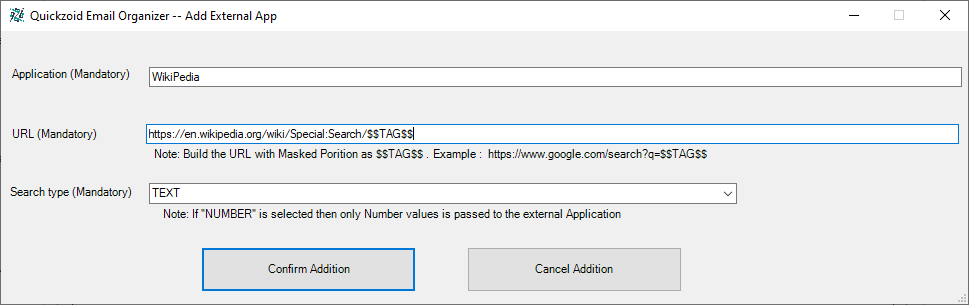 Quickzoid Email Organizer -- Add External App
Application (Mandatory) WikiPedia
URL (Mandatory) https://en.wikipedia.org/wiki/Special:Search/$$TAG$$
Note: Build the URL with Masked Porition as $$TAG$$ . Example : https://www.google.com/search?q=$$TAG$$
Search type (Mandatory) TEXT
Note: If "NUMBER" is selected then only Number values is passed to the external Application
Confirm Addition Cancel Addition